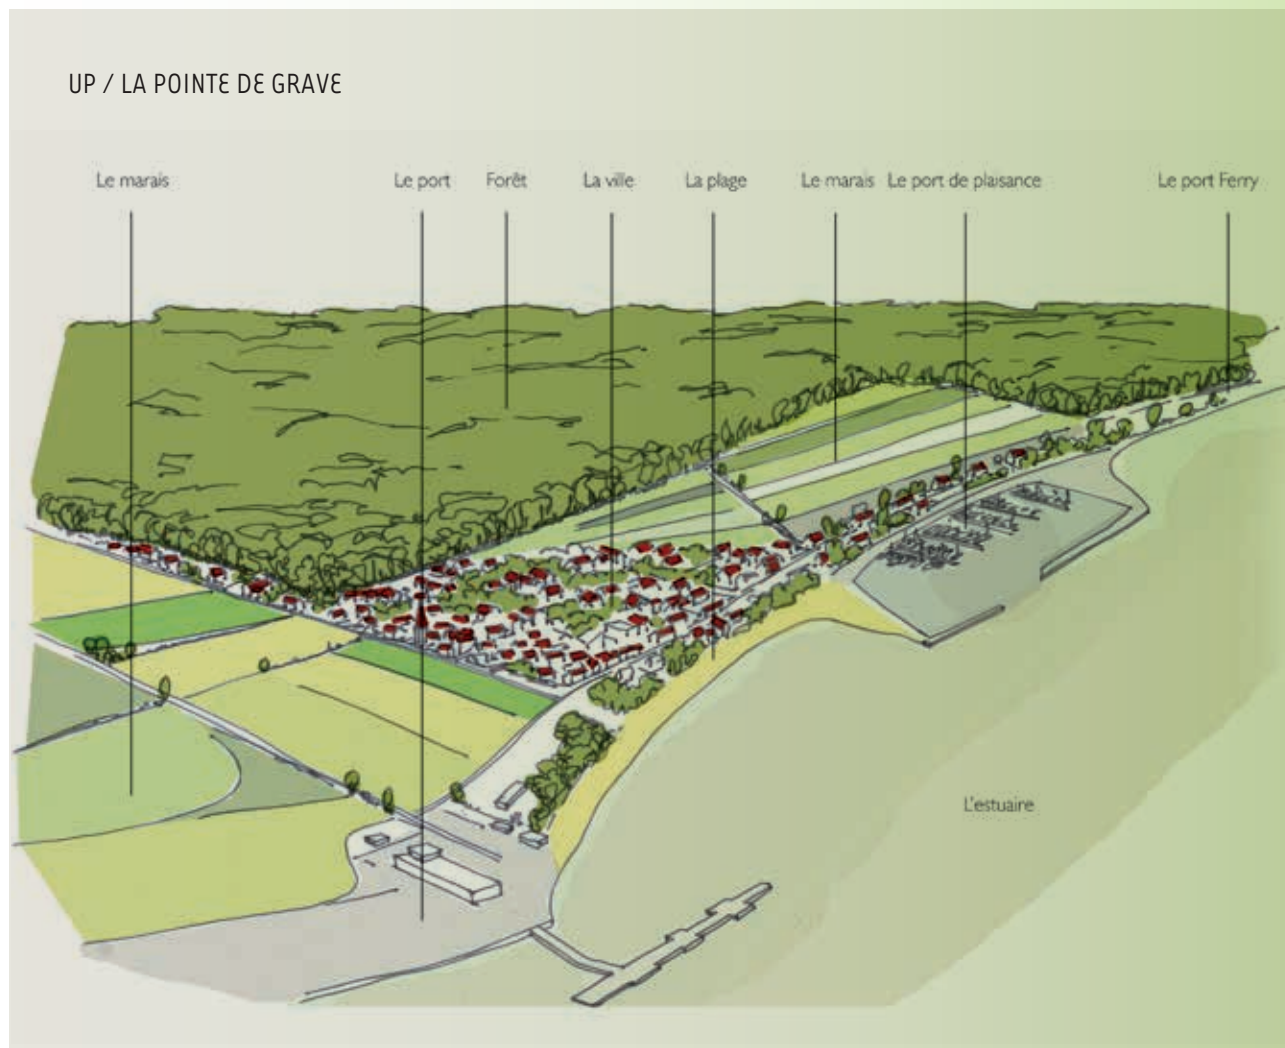 UP / LA POINTE DE GRAVE
Le marais Le port Forêt La ville La plage Le marais Le port de plaisance Le port Ferry
L'estuaire